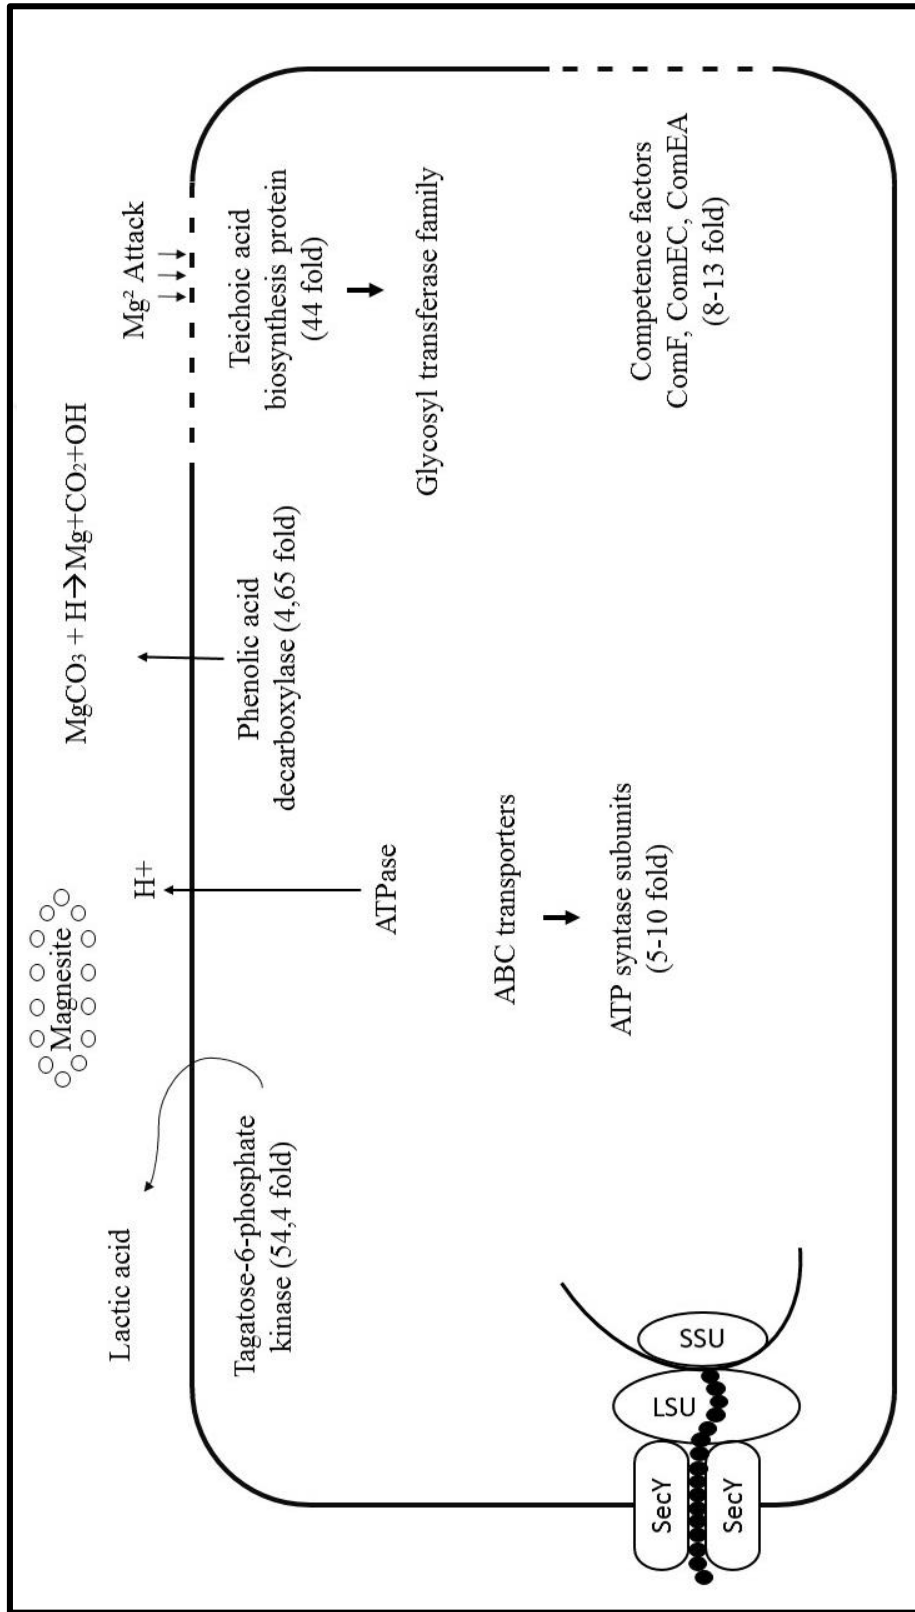 Magnesite
MgCO₃ + H→Mg+CO₂+OH
Lactic acid
H+
Mg² Attack
Tagatose-6-phosphate
kinase (54,4 fold)
Phenolic acid
decarboxylase (4,65 fold)
Teichoic acid
biosynthesis protein
(44 fold)
ATPase
Glycosyl transferase family
ABC transporters
ATP syntase subunits
(5-10 fold)
Competence factors
ComF, ComEC, ComEA
(8-13 fold)
SecY
SecY
LSU
SSU